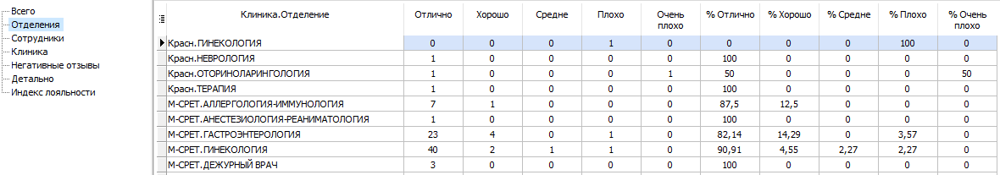 Всего
Отделения
Сотрудники
Клиника
Негативные отзывы
Детально
Индекс лояльности
Клиника.Отделение Отлично Хорошо Средне Плохо Очень плохо % Отлично % Хорошо % Средне % Плохо % Очень плохо
Красн.ГИНЕКОЛОГИЯ 0 0 0 1 0 0 0 0 100 0
Красн.НЕВРОЛОГИЯ 1 0 0 0 0 100 0 0 0 0
Красн.ОТОРИНОЛАРИНГОЛОГИЯ 1 0 0 0 1 50 0 0 0 50
Красн.ТЕРАПИЯ 1 0 0 0 0 100 0 0 0 0
М-СРЕТ.АЛЛЕРГОЛОГИЯ-ИММУНОЛОГИЯ 7 1 0 0 0 87,5 12,5 0 0 0
М-СРЕТ.АНЕСТЕЗИОЛОГИЯ-РЕАНИМАТОЛОГИЯ 1 0 0 0 0 100 0 0 0 0
М-СРЕТ.ГАСТРОЭНТЕРОЛОГИЯ 23 4 0 1 0 82,14 14,29 0 3,57 0
М-СРЕТ.ГИНЕКОЛОГИЯ 40 2 1 1 0 90,91 4,55 2,27 2,27 0
М-СРЕТ.ДЕЖУРНЫЙ ВРАЧ 3 0 0 0 0 100 0 0 0 0